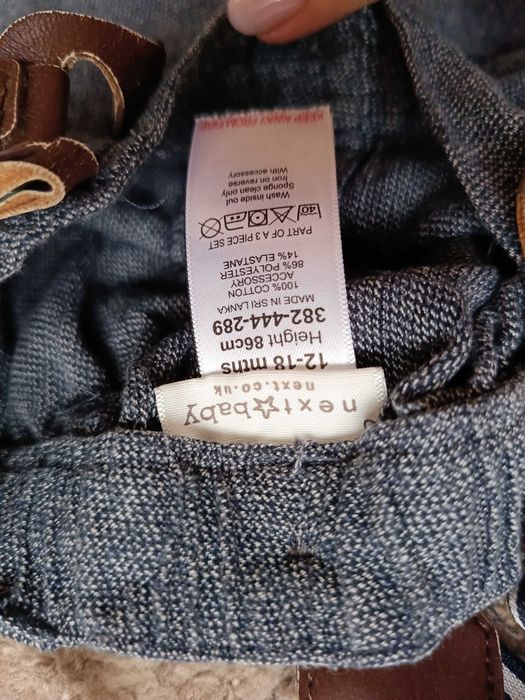 next☆baby
next.co.uk
12-18 mths
Height 86cm
382-444-289
MADE IN SRI LANKA
100% COTTON
ACCESSORY
86% POLYESTER
14% ELASTANE
PART OF A 3 PIECE SET
40
Wash inside out
Sponge clean only
Iron on reverse
With accessory
KEEP AWAY FROM FIRE